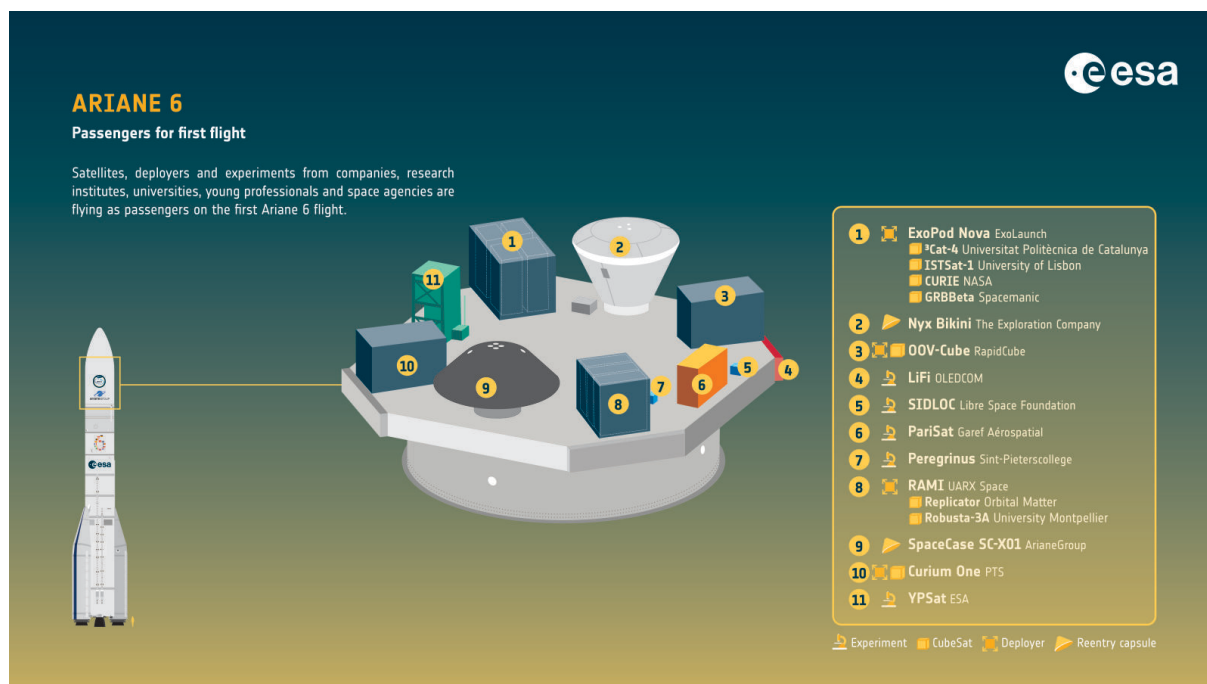 esa
ARIANE 6
Passengers for first flight
Satellites, deployers and experiments from companies, research
institutes, universities, young professionals and space agencies are
flying as passengers on the first Ariane 6 flight.
1
2
3
4
5
6
7
8
9
10
11
esa
1 ExoPod Nova ExoLaunch
³Cat-4 Universitat Politècnica de Catalunya
ISTSat-1 University of Lisbon
CURIE NASA
GRBBeta Spacemanic
2 Nyx Bikini The Exploration Company
3 OOV-Cube RapidCube
4 LiFi OLEDCOM
5 SIDLOC Libre Space Foundation
6 PariSat Garef Aérospatial
7 Peregrinus Sint-Pieterscollege
8 RAMI UARX Space
Replicator Orbital Matter
Robusta-3A University Montpellier
9 SpaceCase SC-X01 ArianeGroup
10 Curium One PTS
11 YPSat ESA
Experiment CubeSat Deployer Reentry capsule